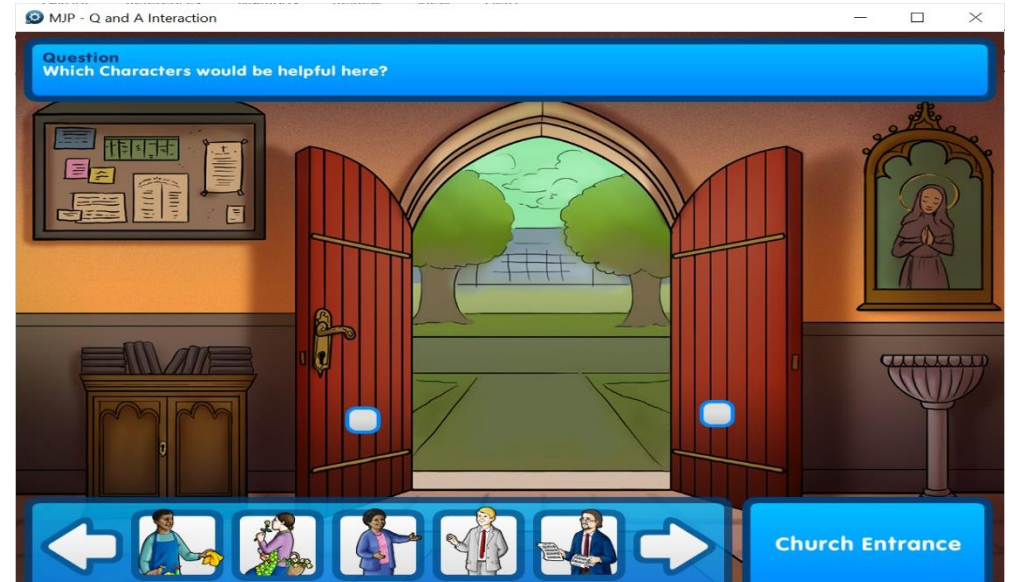 MJP - Q and A Interaction
Question
Which Characters would be helpful here?
Church Entrance